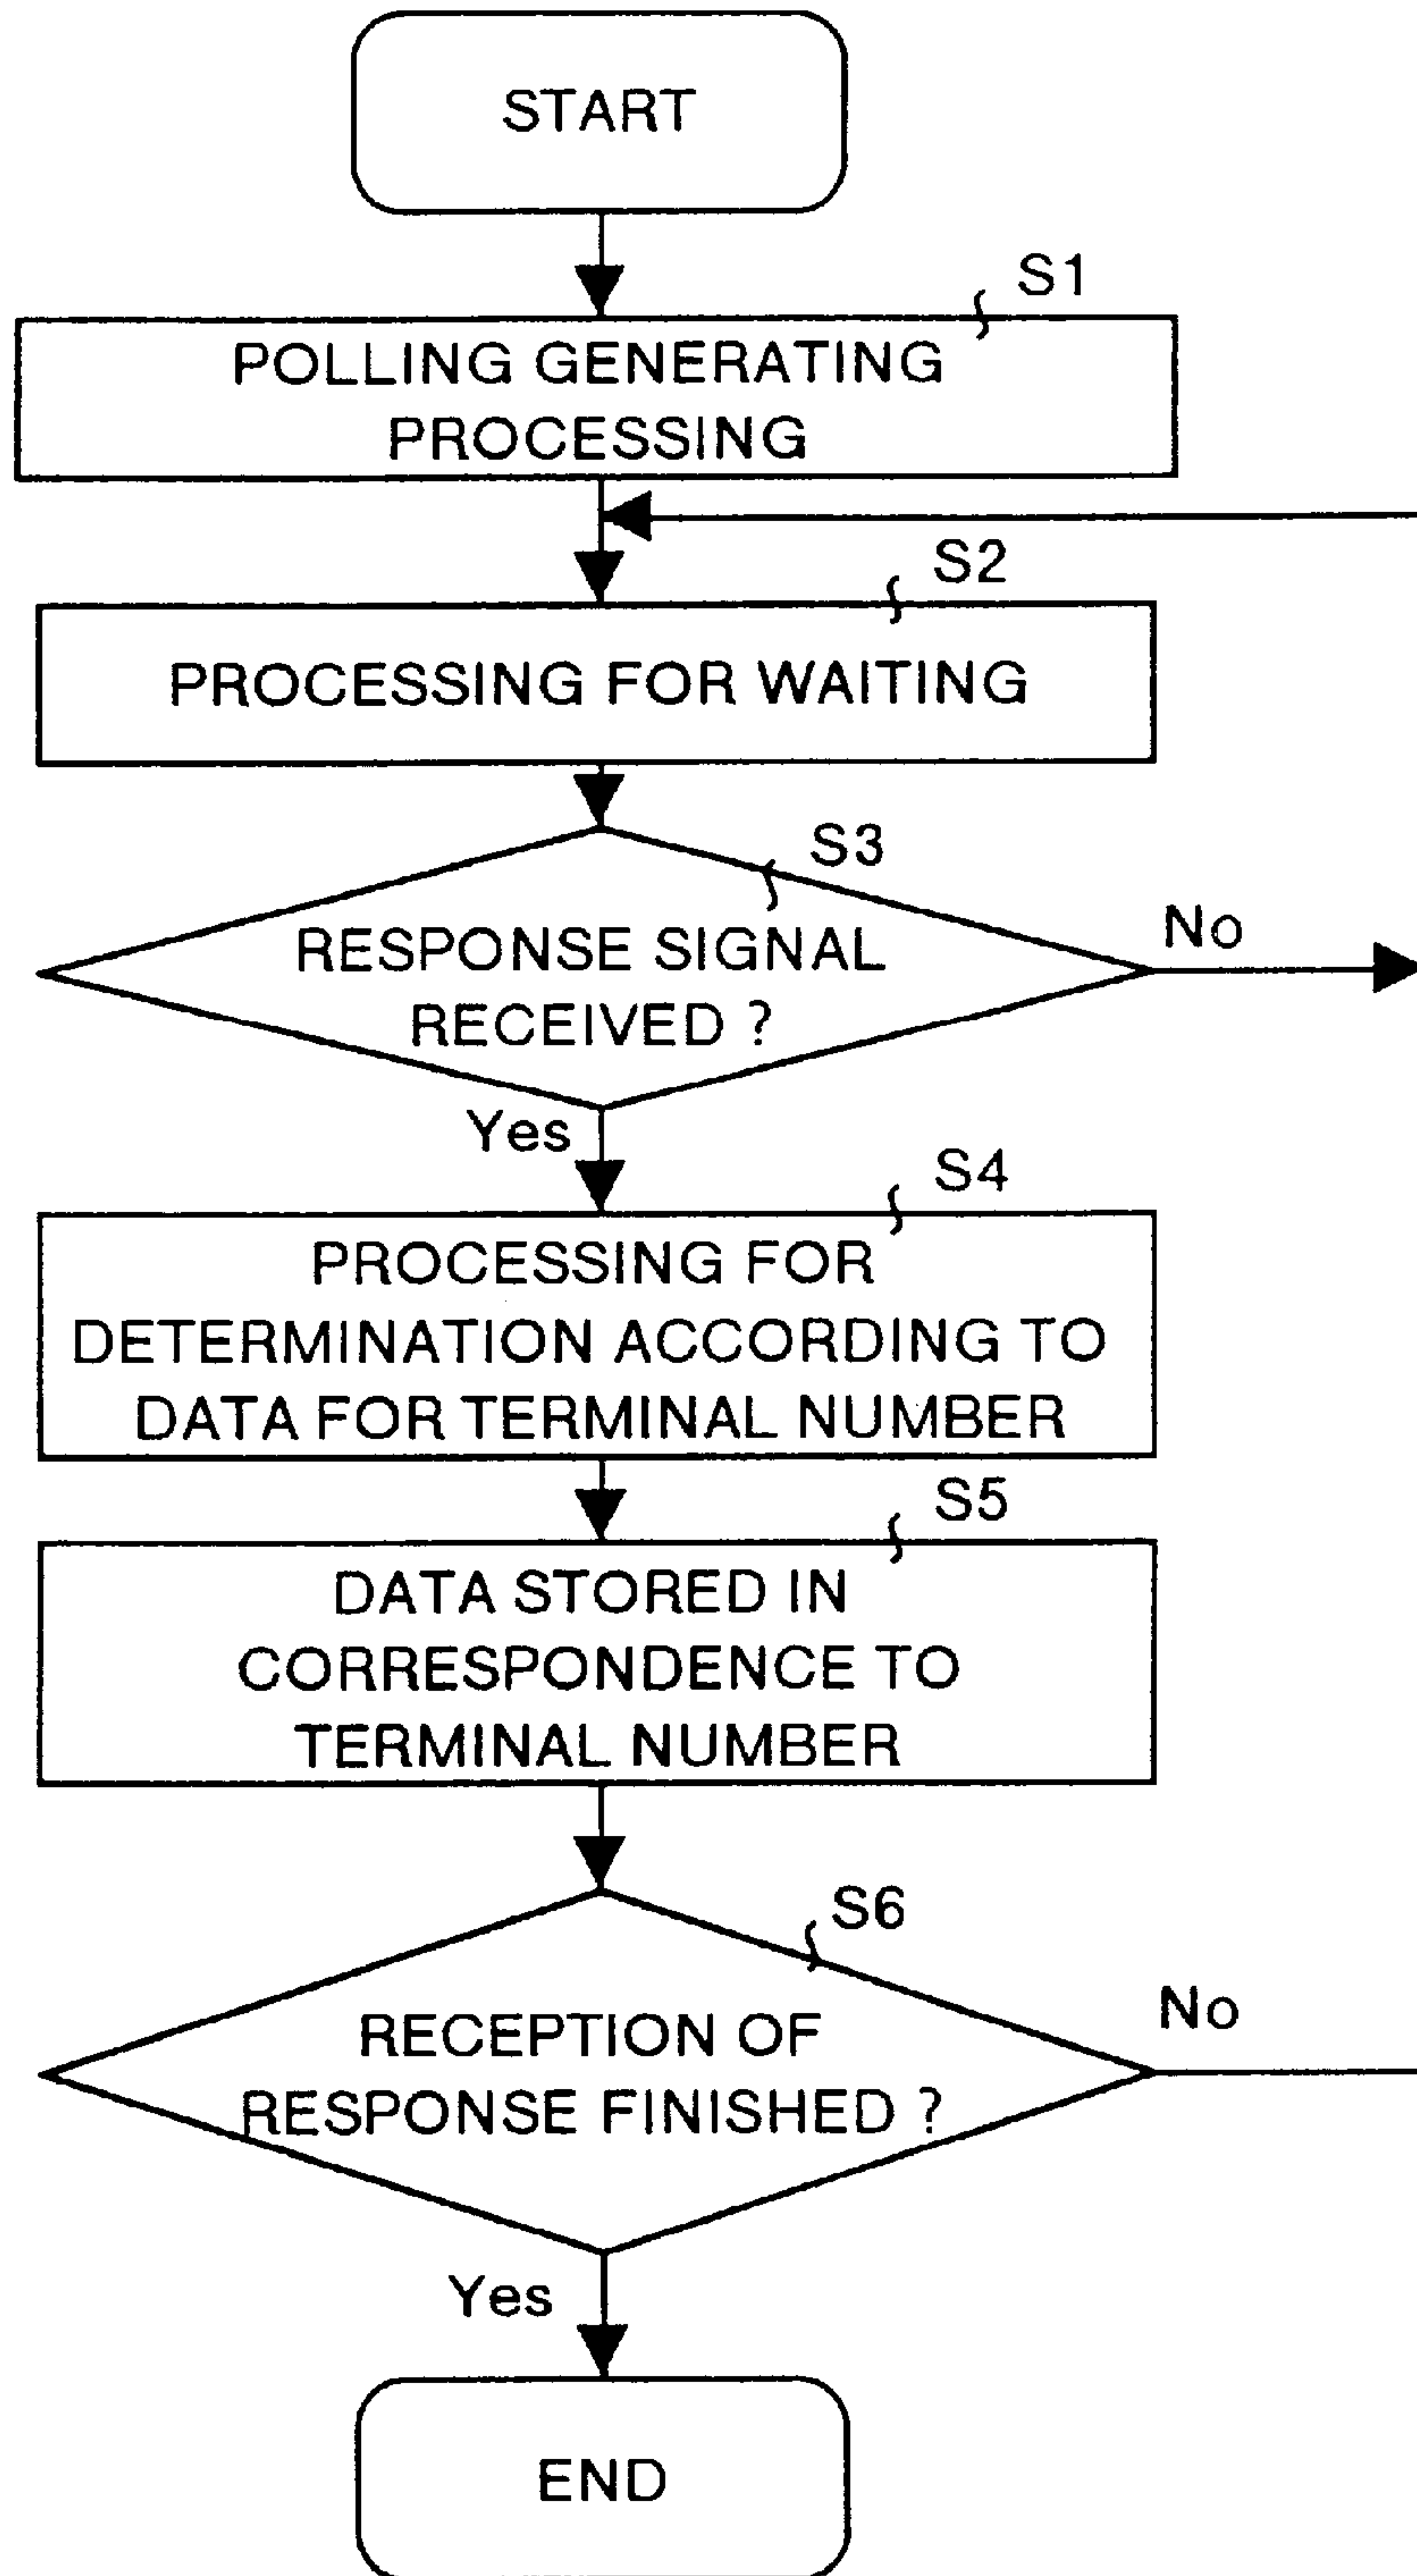 START
S1
POLLING GENERATING
PROCESSING
S2
PROCESSING FOR WAITING
S3
RESPONSE SIGNAL
RECEIVED ?
No
Yes
S4
PROCESSING FOR
DETERMINATION ACCORDING TO
DATA FOR TERMINAL NUMBER
S5
DATA STORED IN
CORRESPONDENCE TO
TERMINAL NUMBER
S6
RECEPTION OF
RESPONSE FINISHED ?
No
Yes
END